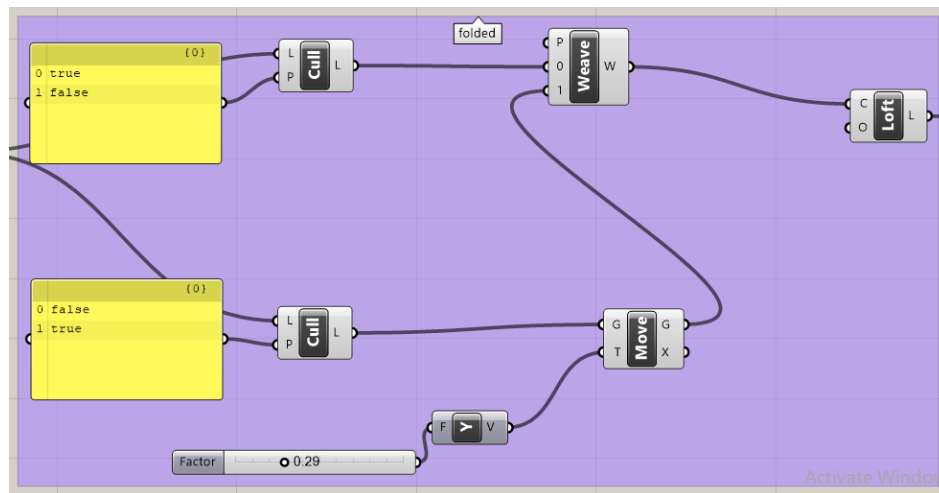 folded
{0}
0 true
1 false
L
P
Cull
L
P
0
1
Weave
W
C
O
Loft
L
{0}
0 false
1 true
L
P
Cull
L
G
T
Move
G
X
F
Y
V
Factor
0.29
Activate Window